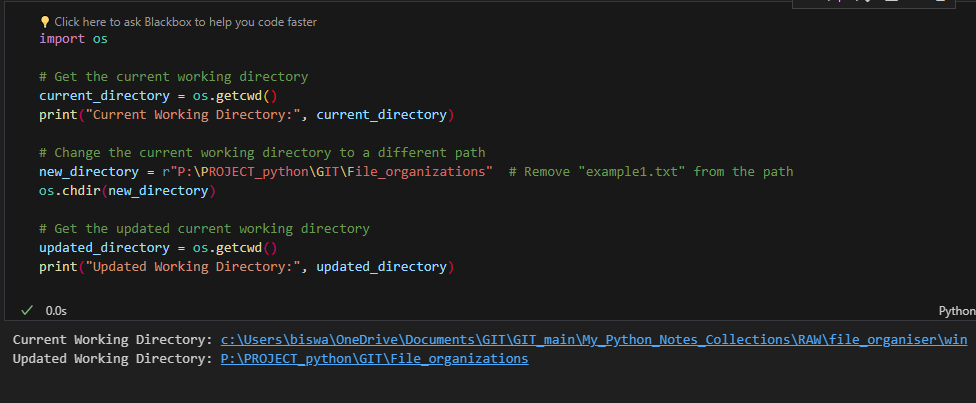 Click here to ask Blackbox to help you code faster
import os
# Get the current working directory
current_directory = os.getcwd()
print("Current Working Directory:", current_directory)
# Change the current working directory to a different path
new_directory = r"P:\PROJECT_python\GIT\File_organizations"  # Remove "example1.txt" from the path
os.chdir(new_directory)
# Get the updated current working directory
updated_directory = os.getcwd()
print("Updated Working Directory:", updated_directory)
0.0s
Python
Current Working Directory: c:\Users\biswa\OneDrive\Documents\GIT\GIT_main\My_Python_Notes_Collections\RAW\file_organiser\win
Updated Working Directory: P:\PROJECT_python\GIT\File_organizations